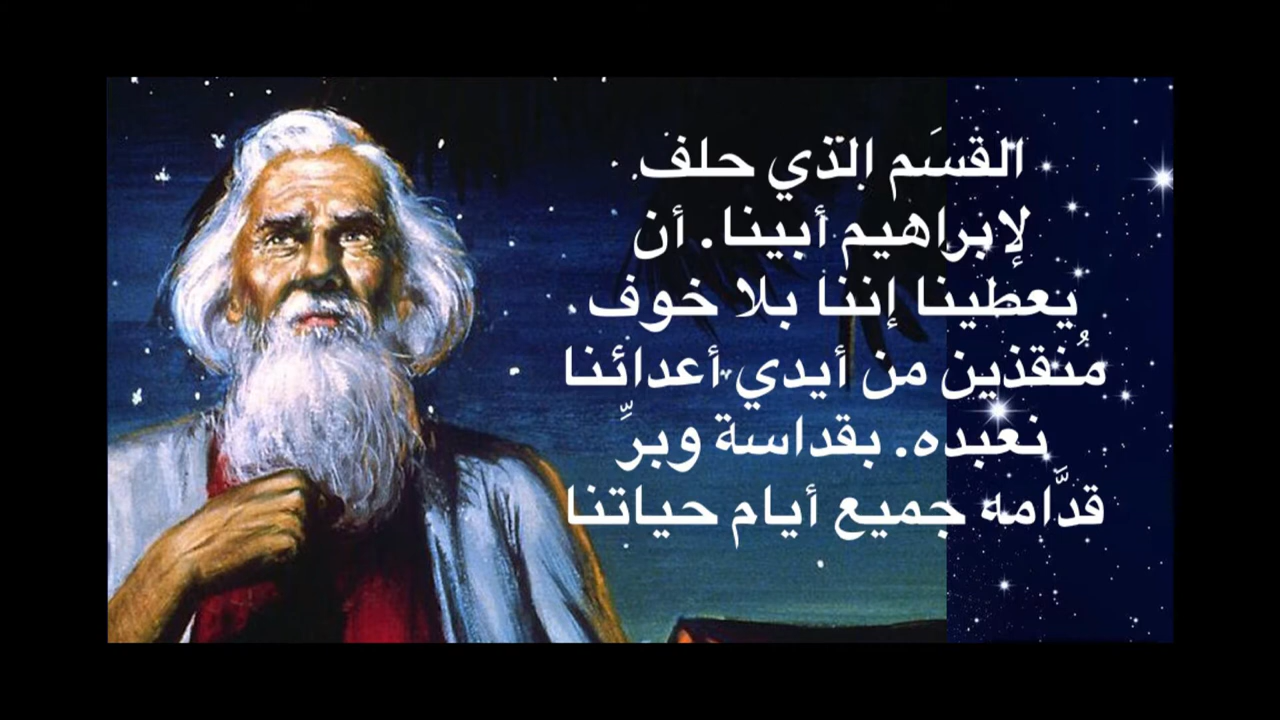 القسَم الذي حلف
لإبراهيم أبينا. أن
يعطينا إننا بلا خوف
مُنقذين من أيدي أعدائنا
نعبده. بقداسة وبرِّ
قدَّامه جميع أيام حياتنا